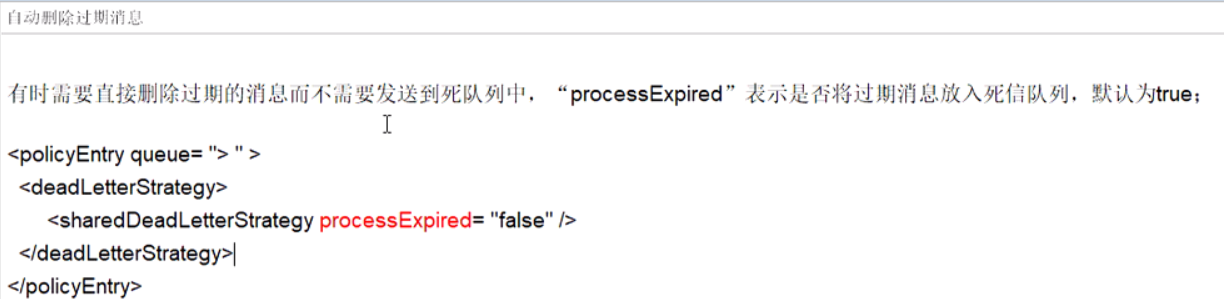 自动删除过期消息
有时需要直接删除过期的消息而不需要发送到死队列中，“processExpired”表示是否将过期消息放入死信队列，默认为true；
<policyEntry queue= "> " >
<deadLetterStrategy>
<sharedDeadLetterStrategy processExpired= "false" />
</deadLetterStrategy>
</policyEntry>